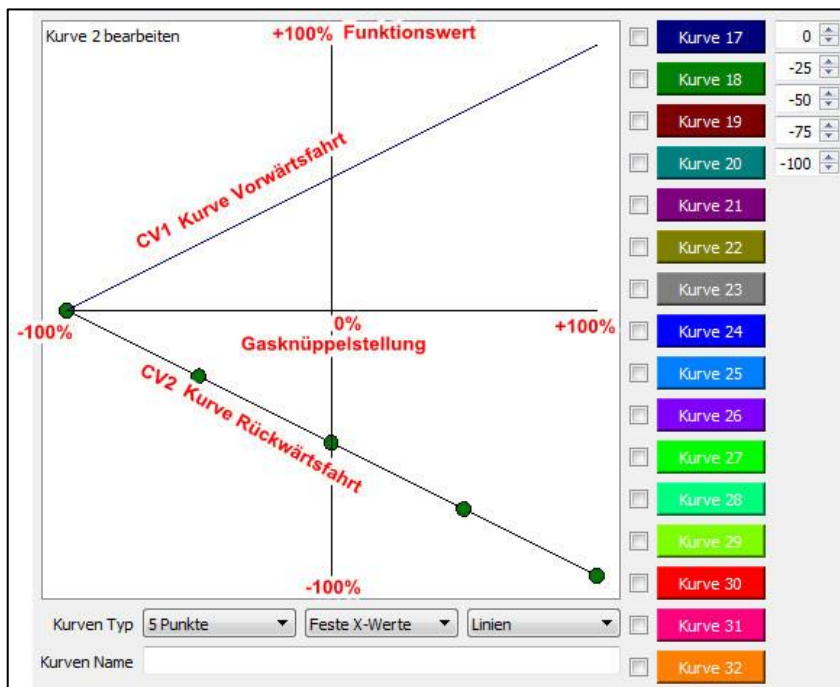 Kurve 2 bearbeiten
+100% Funktionswert
CV1 Kurve Vorwärtsfahrt
-100%
0%
+100%
Gasknüppelstellung
CV2 Kurve Rückwärtsfahrt
-100%
Kurven Typ 5 Punkte Feste X-Werte Linien
Kurven Name
Kurve 17
Kurve 18
Kurve 19
Kurve 20
Kurve 21
Kurve 22
Kurve 23
Kurve 24
Kurve 25
Kurve 26
Kurve 27
Kurve 28
Kurve 29
Kurve 30
Kurve 31
Kurve 32
0
-25
-50
-75
-100